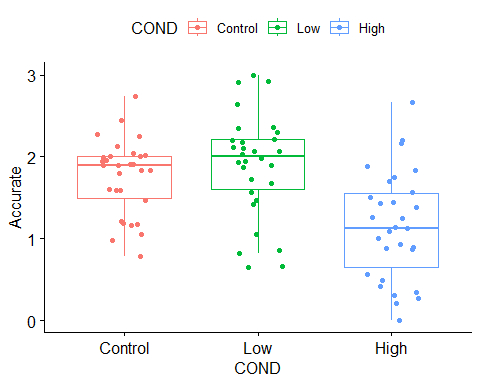 COND Control Low High
3
2
1
0
Accurate
Control Low High
COND